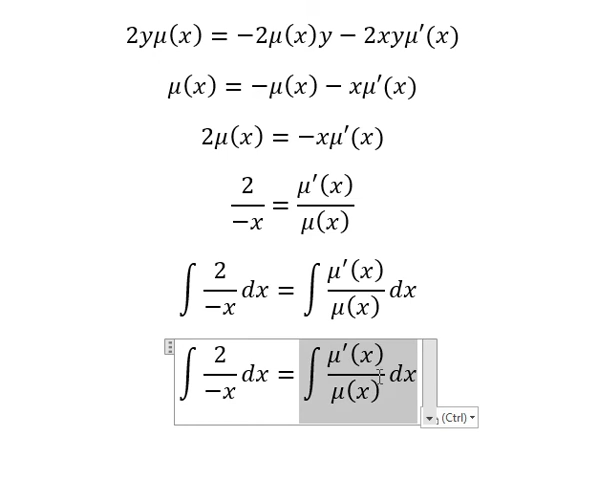 2yμ(x) = −2μ(x)y − 2xyμ′(x)
μ(x) = −μ(x) − xμ′(x)
2μ(x) = −xμ′(x)
2/−x = μ′(x)/μ(x)
∫ 2/−x dx = ∫ μ′(x)/μ(x) dx
∫ 2/−x dx = ∫ μ′(x)/μ(x) dx
(Ctrl)